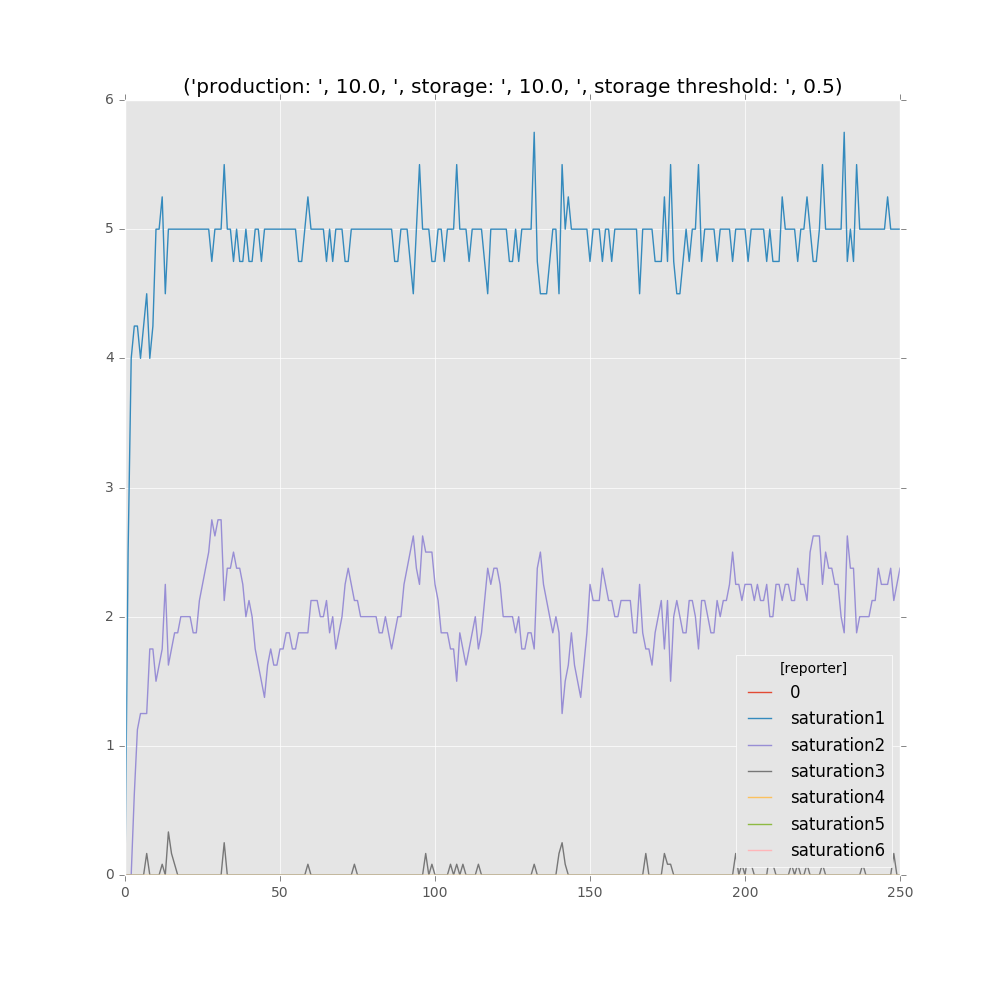 ('production: ', 10.0, ', storage: ', 10.0, ', storage threshold: ', 0.5)
6
5
4
3
2
1
0
0 50 100 150 200 250
[reporter]
0
saturation1
saturation2
saturation3
saturation4
saturation5
saturation6